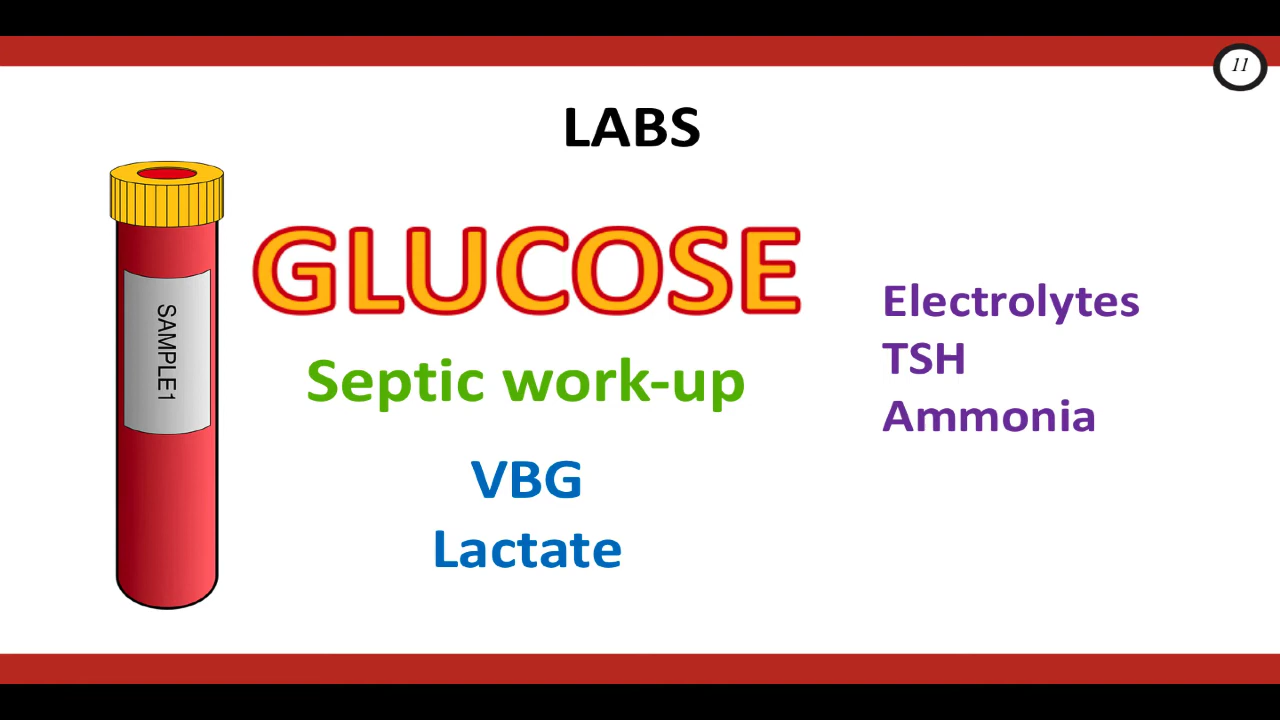 11
LABS
GLUCOSE
Septic work-up
VBG
Lactate
Electrolytes
TSH
Ammonia
SAMPLE1